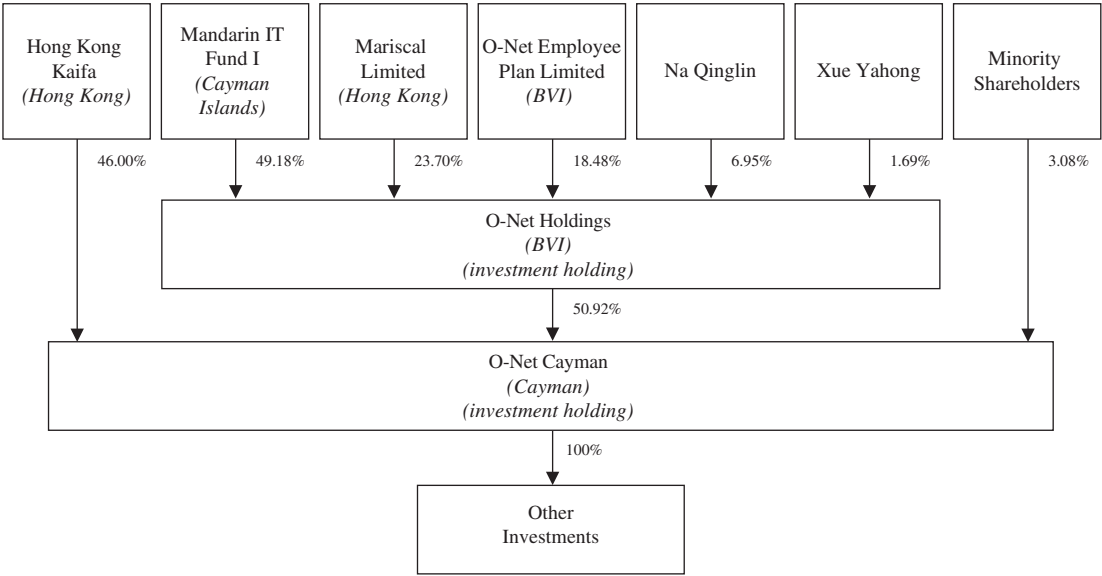 Hong Kong
Kaifa
(Hong Kong)
Mandarin IT
Fund I
(Cayman
Islands)
Mariscal
Limited
(Hong Kong)
O-Net Employee
Plan Limited
(BVI)
Na Qinglin
Xue Yahong
Minority
Shareholders
46.00%
49.18%
23.70%
18.48%
6.95%
1.69%
3.08%
O-Net Holdings
(BVI)
(investment holding)
50.92%
O-Net Cayman
(Cayman)
(investment holding)
100%
Other
Investments